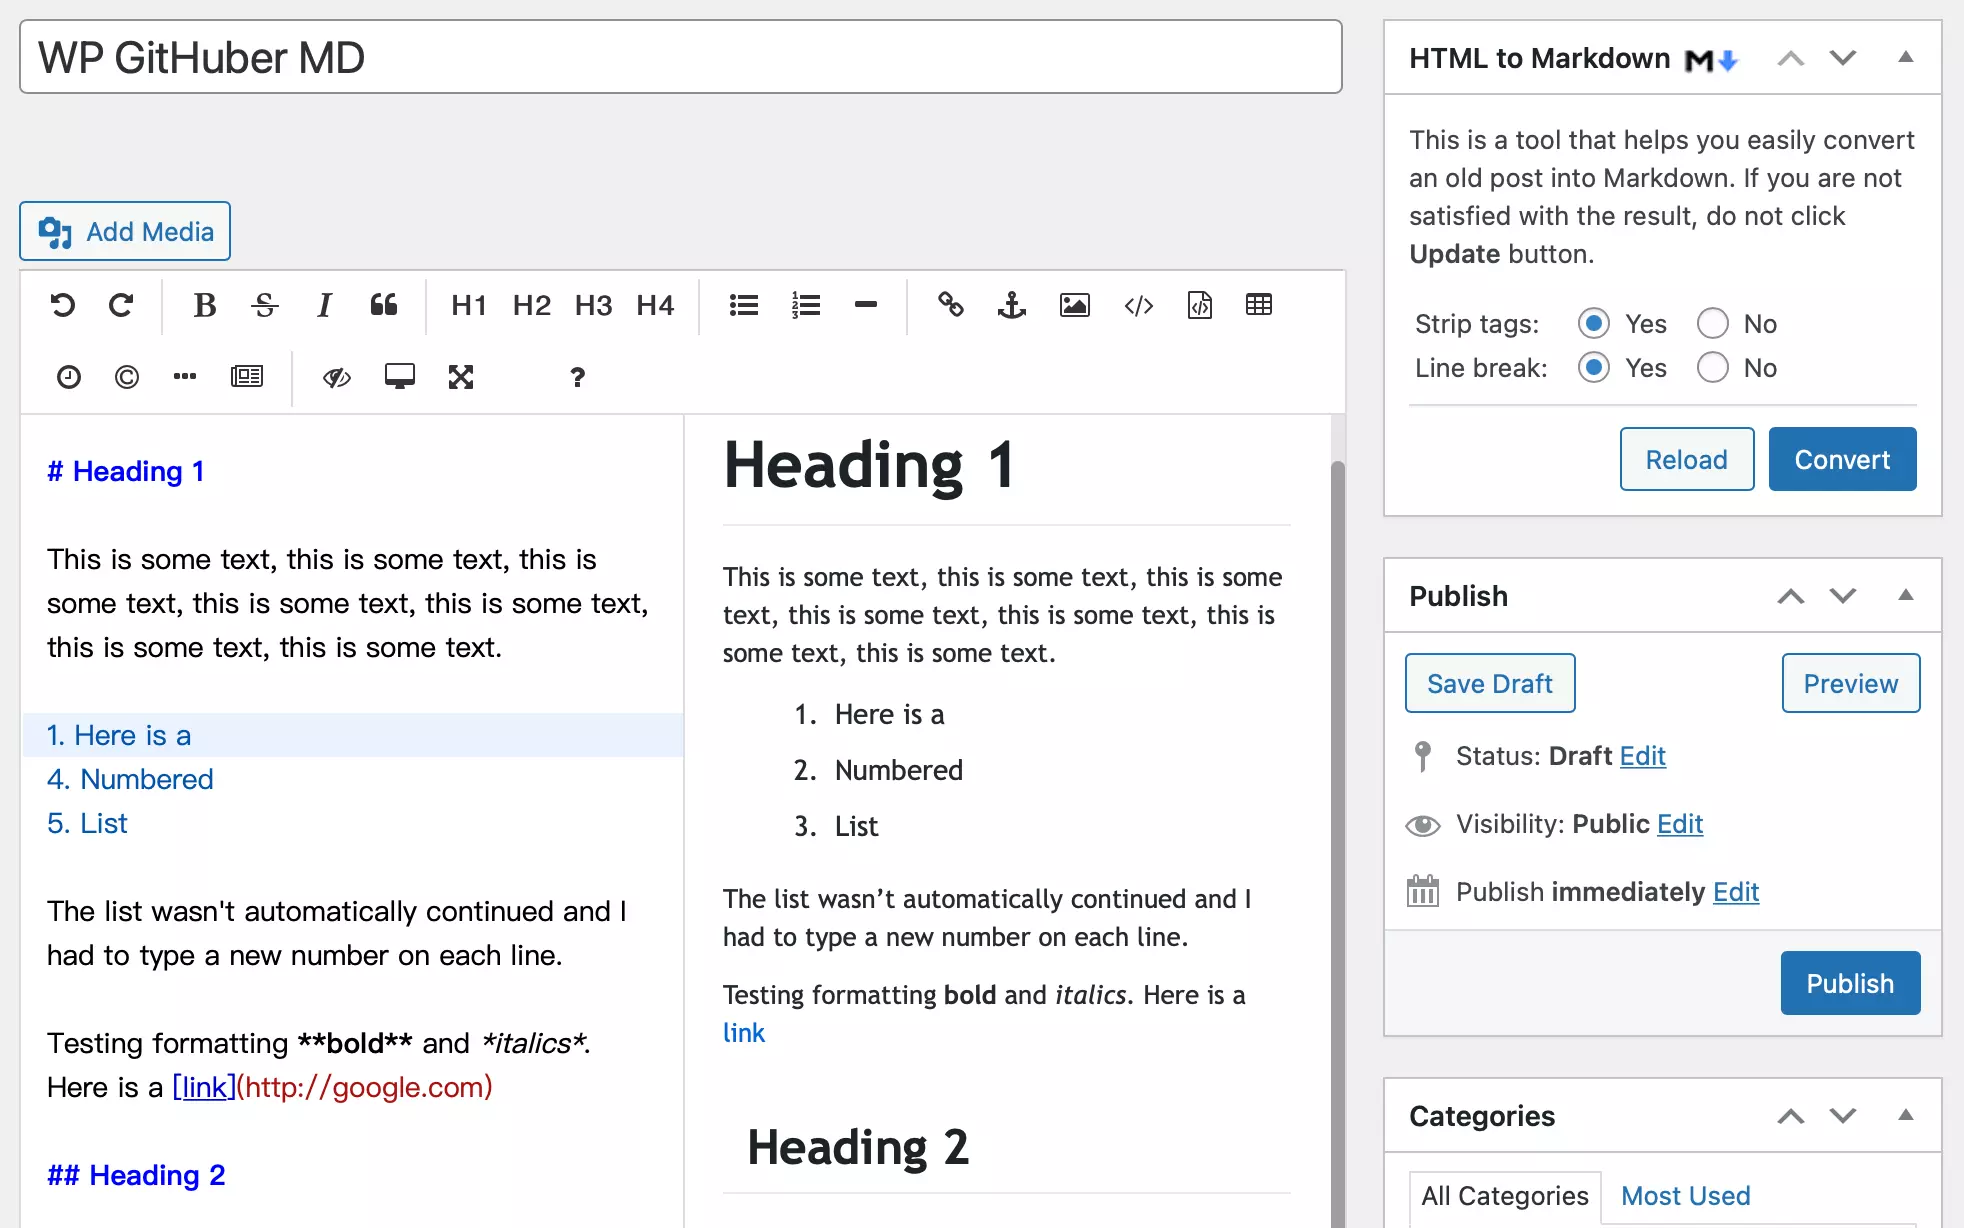 WP GitHuber MD
Add Media
B S I H1 H2 H3 H4
?
# Heading 1
This is some text, this is some text, this is
some text, this is some text, this is some text,
this is some text, this is some text.
1. Here is a
4. Numbered
5. List
The list wasn't automatically continued and I
had to type a new number on each line.
Testing formatting **bold** and *italics*.
Here is a [link](http://google.com)
## Heading 2
Heading 1
This is some text, this is some text, this is some
text, this is some text, this is some text, this is
some text, this is some text.
1. Here is a
2. Numbered
3. List
The list wasn’t automatically continued and I
had to type a new number on each line.
Testing formatting bold and italics. Here is a
link
Heading 2
HTML to Markdown M
This is a tool that helps you easily convert
an old post into Markdown. If you are not
satisfied with the result, do not click
Update button.
Strip tags: Yes No
Line break: Yes No
Reload Convert
Publish
Save Draft Preview
Status: Draft Edit
Visibility: Public Edit
Publish immediately Edit
Publish
Categories
All Categories Most Used